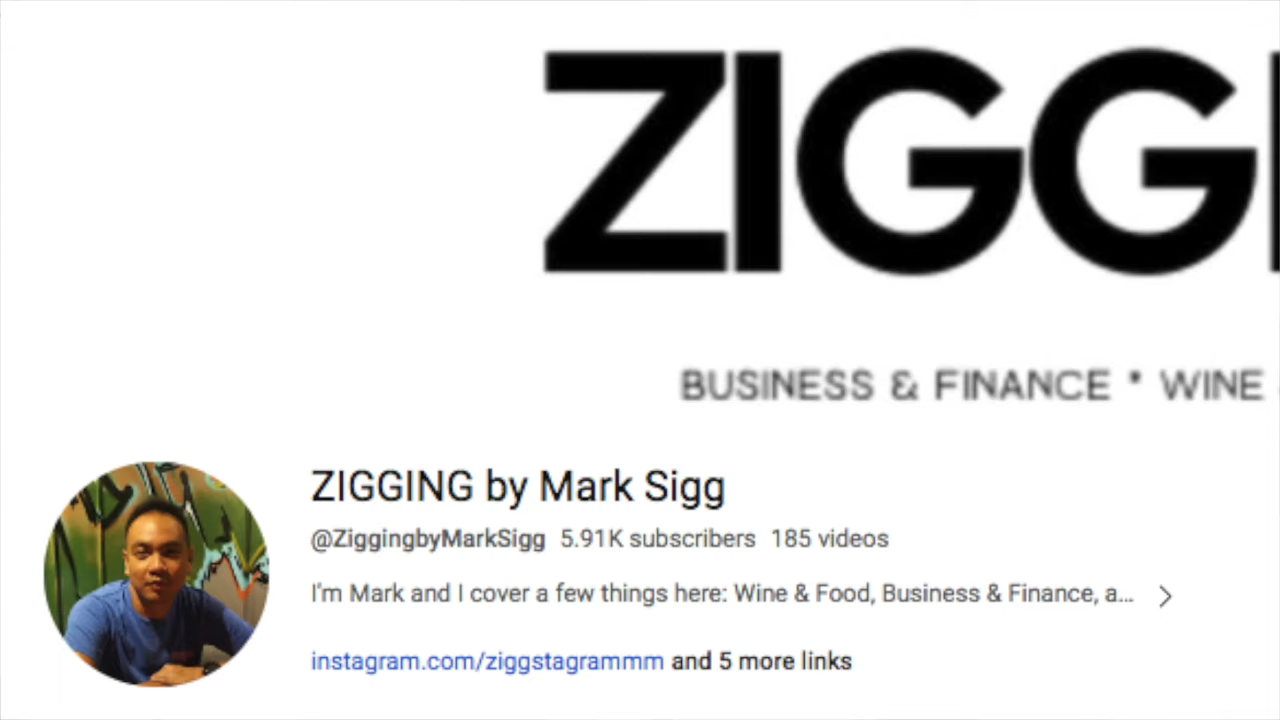 ZIGG
BUSINESS & FINANCE * WINE
ZIGGING by Mark Sigg
@ZiggingbyMarkSigg 5.91K subscribers 185 videos
I'm Mark and I cover a few things here: Wine & Food, Business & Finance, a...
instagram.com/ziggstagrammm and 5 more links